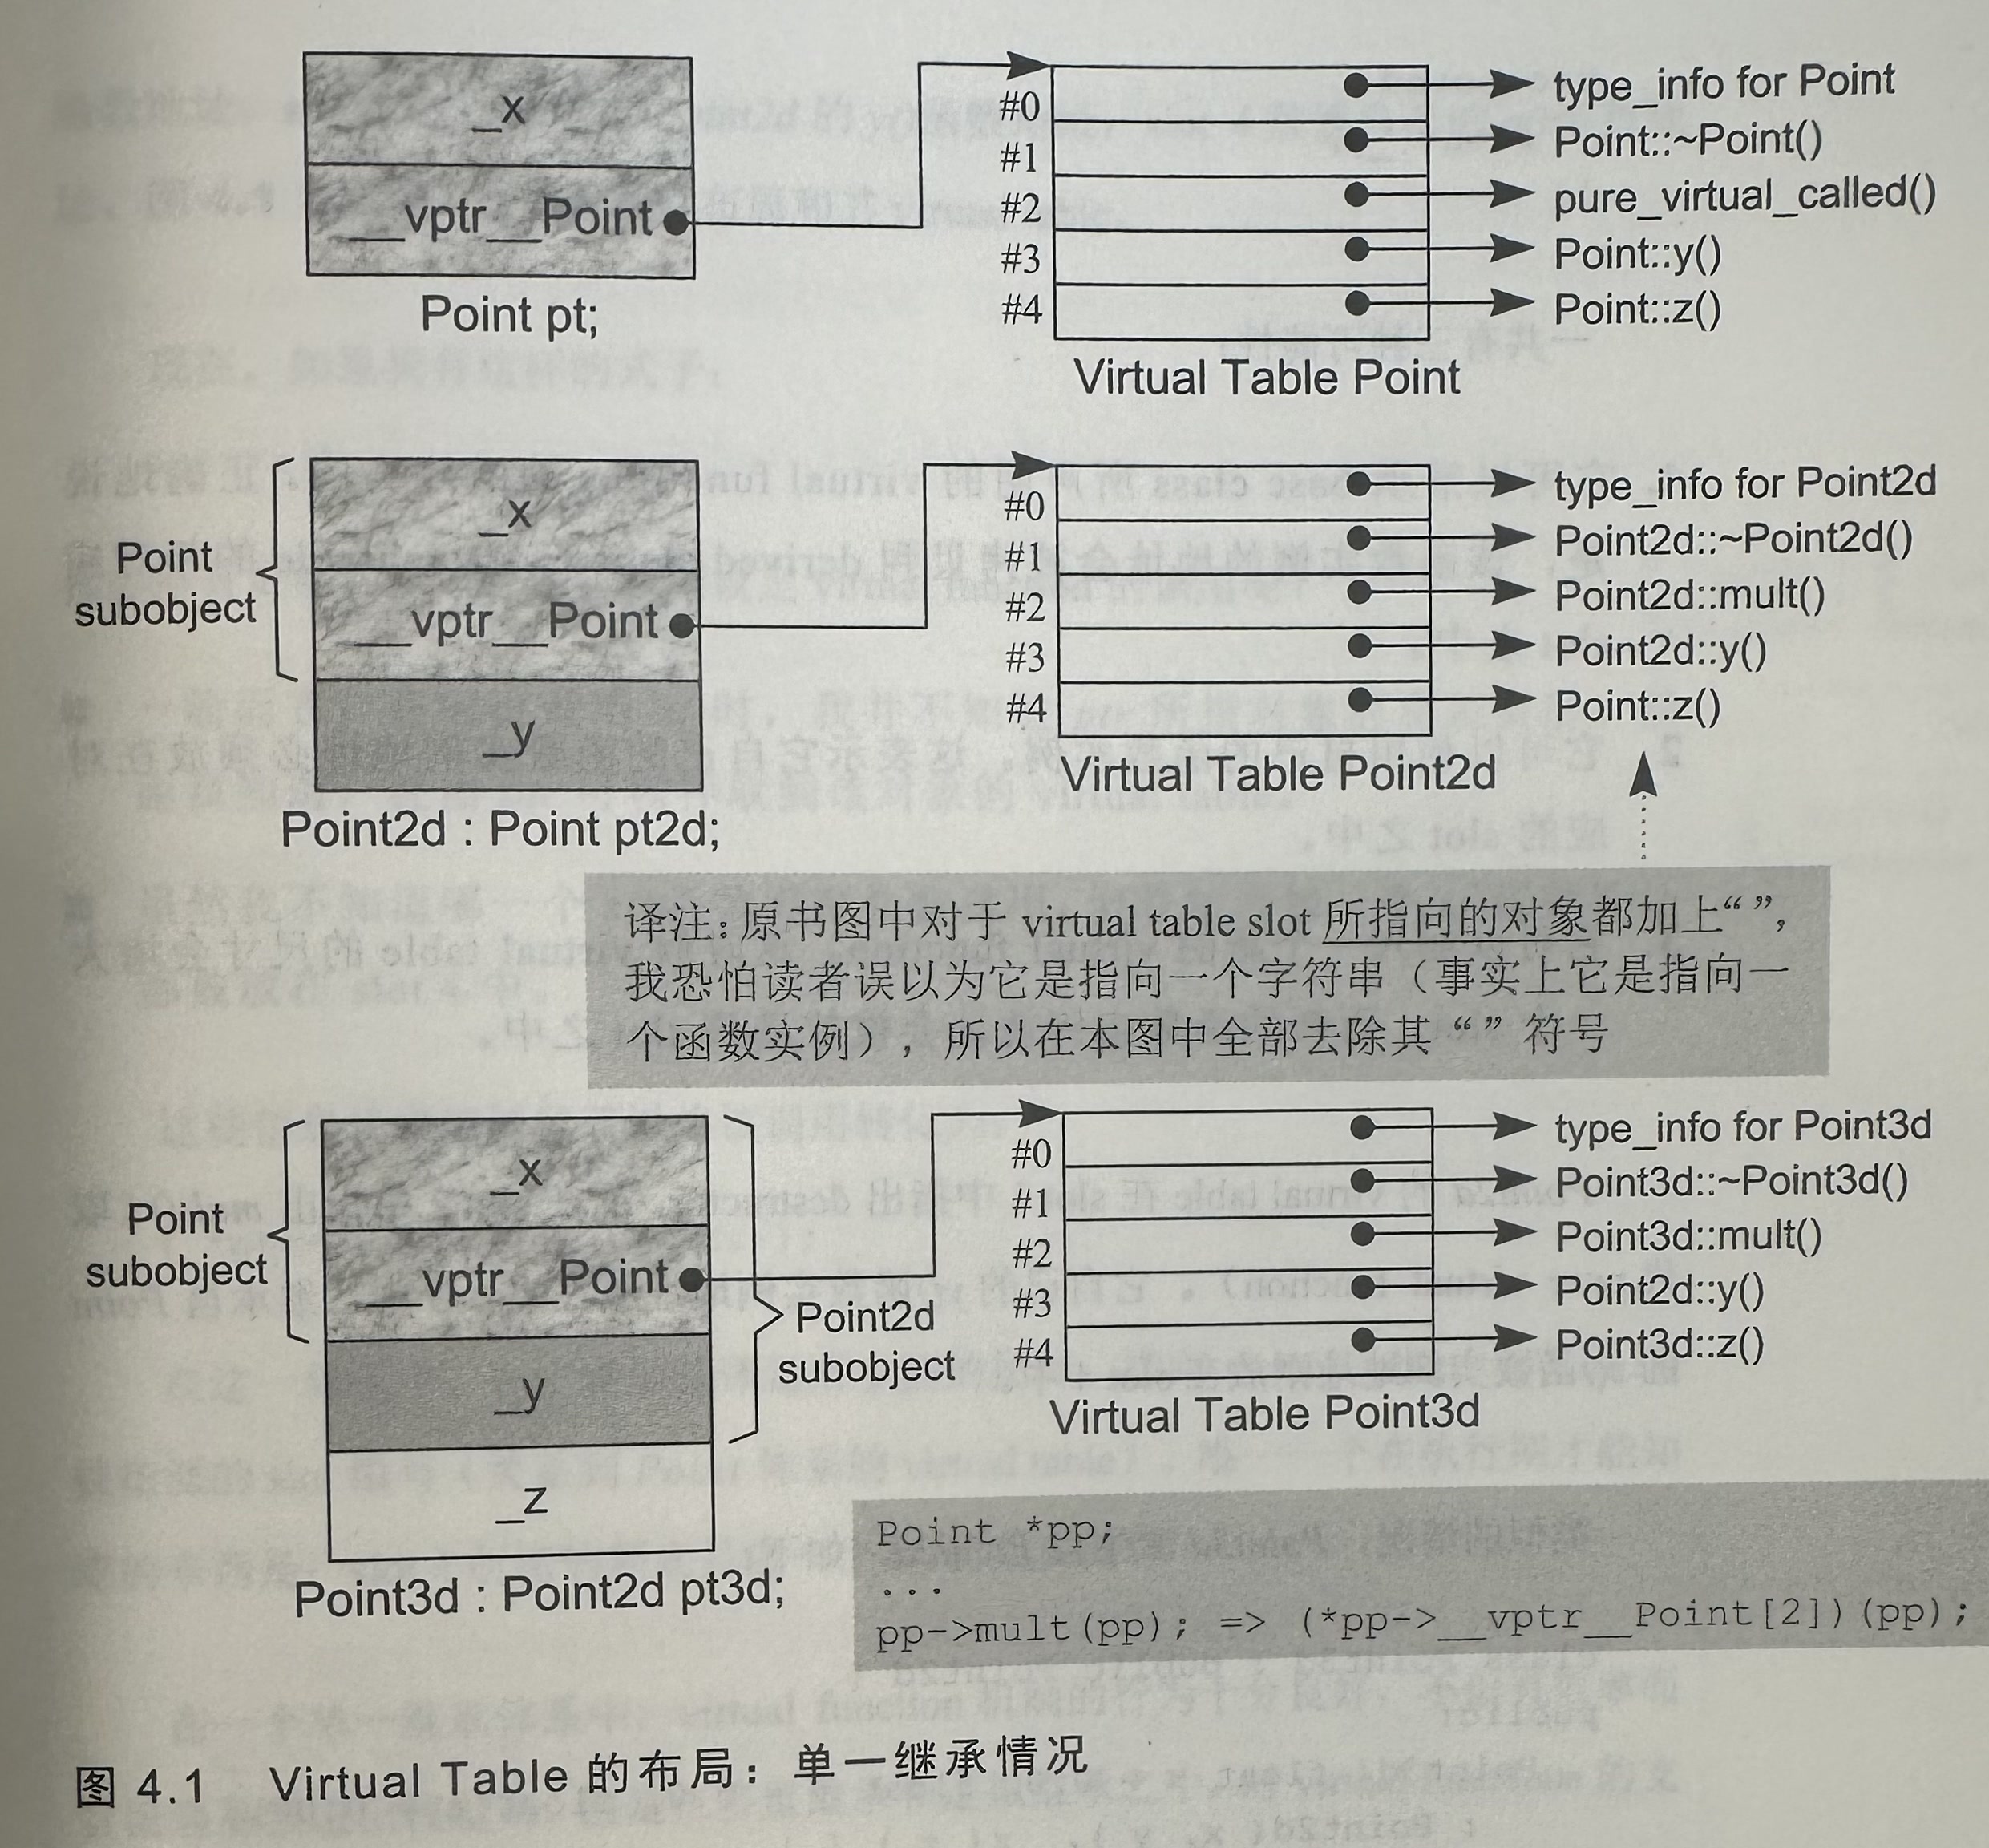 _x
__vptr__Point
Point pt;
#0
#1
#2
#3
#4
type_info for Point
Point::~Point()
pure_virtual_called()
Point::y()
Point::z()
Virtual Table Point
Point
subobject
_x
__vptr__Point
_y
Point2d : Point pt2d;
#0
#1
#2
#3
#4
type_info for Point2d
Point2d::~Point2d()
Point2d::mult()
Point2d::y()
Point::z()
Virtual Table Point2d
译注：原书图中对于 virtual table slot 所指向的对象都加上“ ”，
我恐怕读者误以为它是指向一个字符串（事实上它是指向一
个函数实例），所以在本图中全部去除其 “ ” 符号
Point
subobject
_x
__vptr__Point
_y
_z
Point2d
subobject
Point3d : Point2d pt3d;
#0
#1
#2
#3
#4
type_info for Point3d
Point3d::~Point3d()
Point3d::mult()
Point2d::y()
Point3d::z()
Virtual Table Point3d
Point *pp;
...
pp->mult(pp); => (*pp->__vptr__Point[2])(pp);
图 4.1 Virtual Table 的布局：单一继承情况